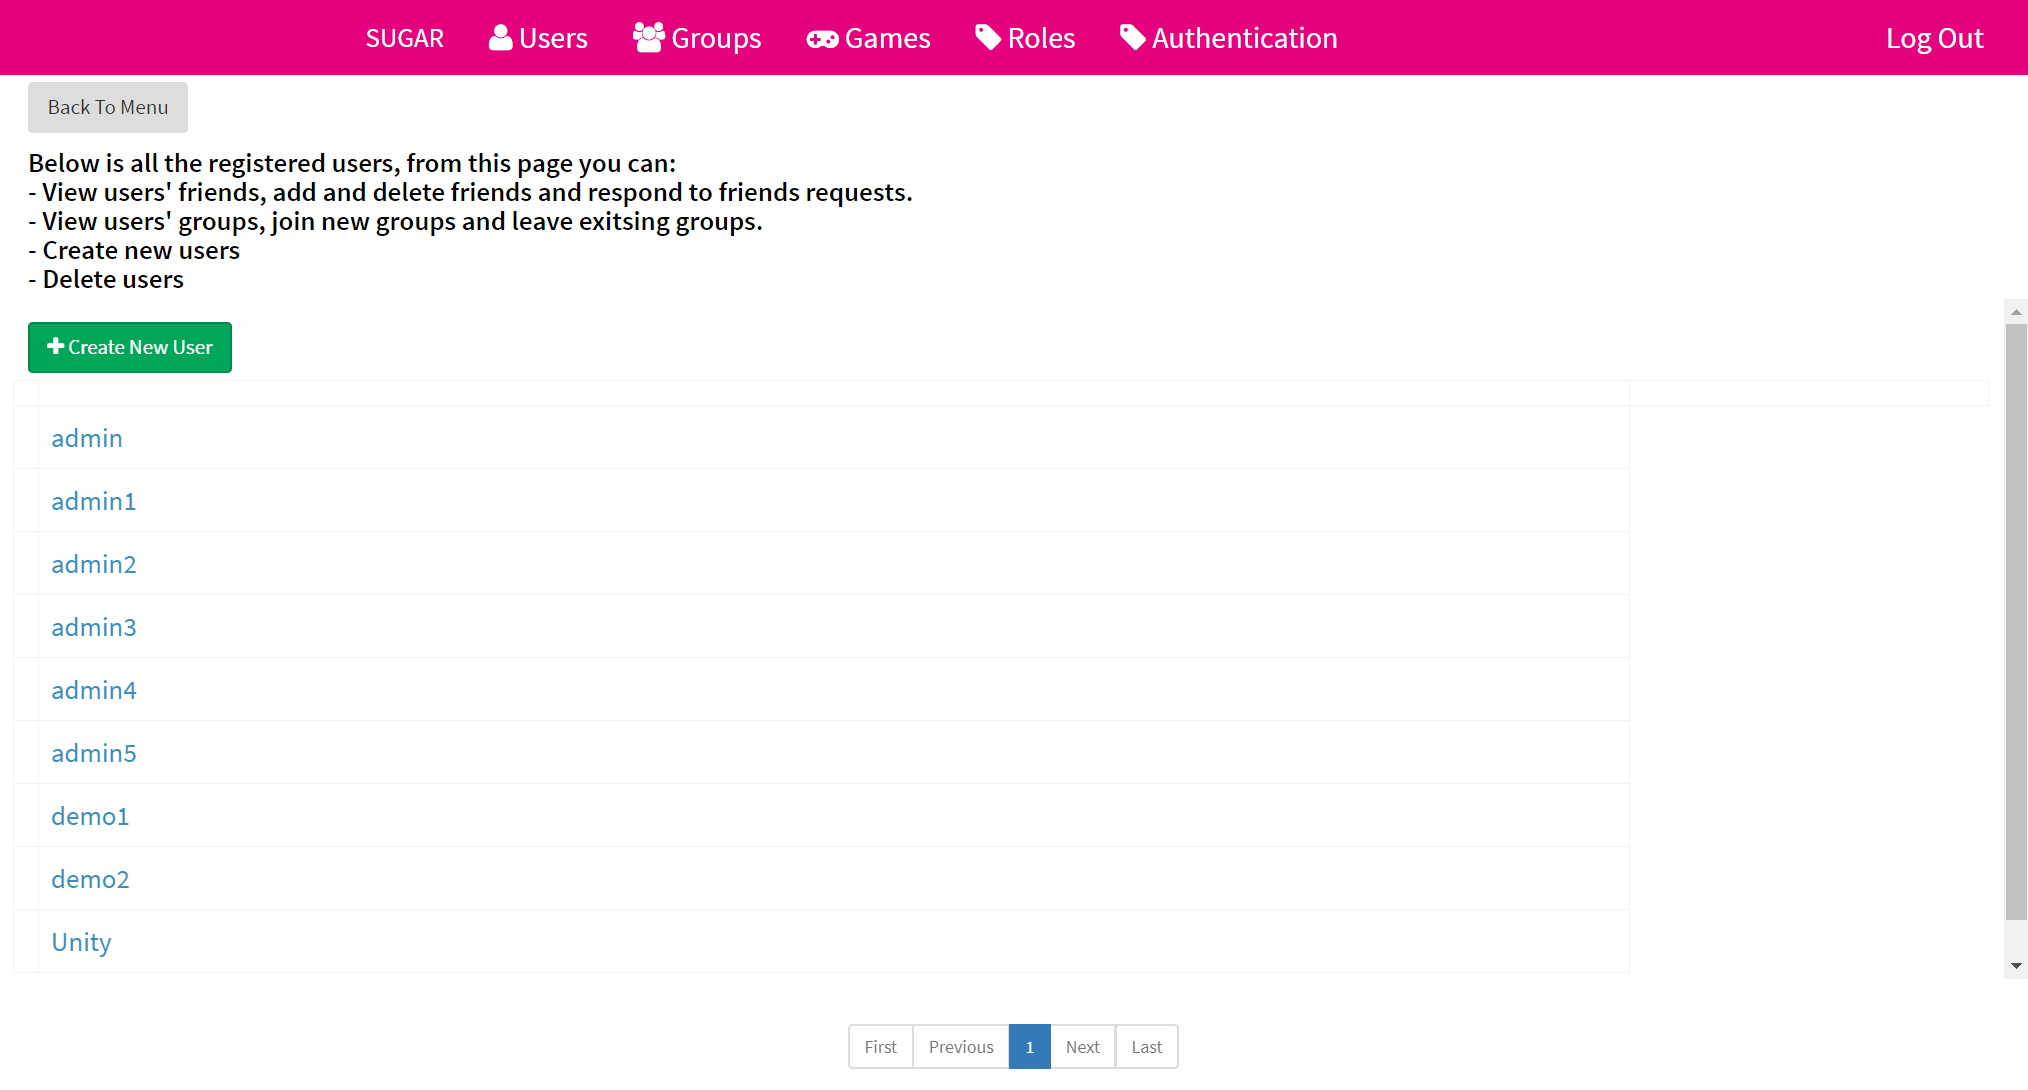 SUGAR Users Groups Games Roles Authentication Log Out
Back To Menu
Below is all the registered users, from this page you can:
- View users' friends, add and delete friends and respond to friends requests.
- View users' groups, join new groups and leave exitsing groups.
- Create new users
- Delete users
Create New User
admin
admin1
admin2
admin3
admin4
admin5
demo1
demo2
Unity
First Previous 1 Next Last